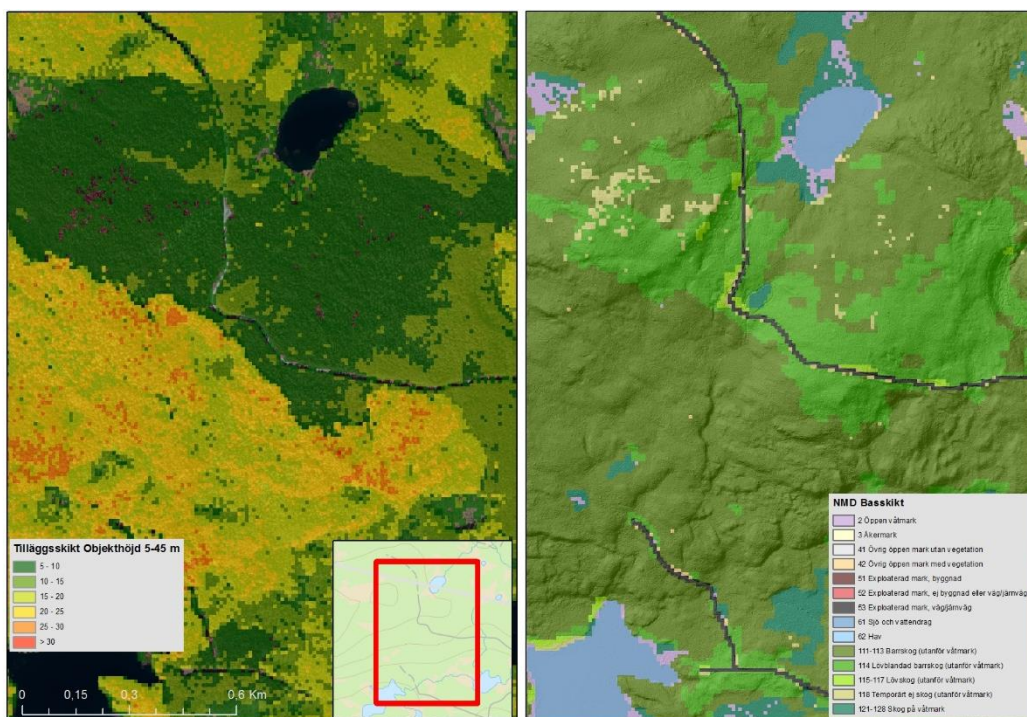 Tilläggsskikt Objekthöjd 5-45 m
5 - 10
10 - 15
15 - 20
20 - 25
25 - 30
> 30
0 0,15 0,3 0,6 Km
NMD Basskikt
2 Öppen våtmark
3 Åkermark
41 Övrig öppen mark utan vegetation
42 Övrig öppen mark med vegetation
51 Exploaterad mark, byggnad
52 Exploaterad mark, ej byggnad eller väg/järnväg
53 Exploaterad mark, väg/järnväg
61 Sjö och vattendrag
62 Hav
111-113 Barrskog (utanför våtmark)
114 Lövblandad barrskog (utanför våtmark)
115-117 Lövskog (utanför våtmark)
118 Temporärt ej skog (utanför våtmark)
121-128 Skog på våtmark